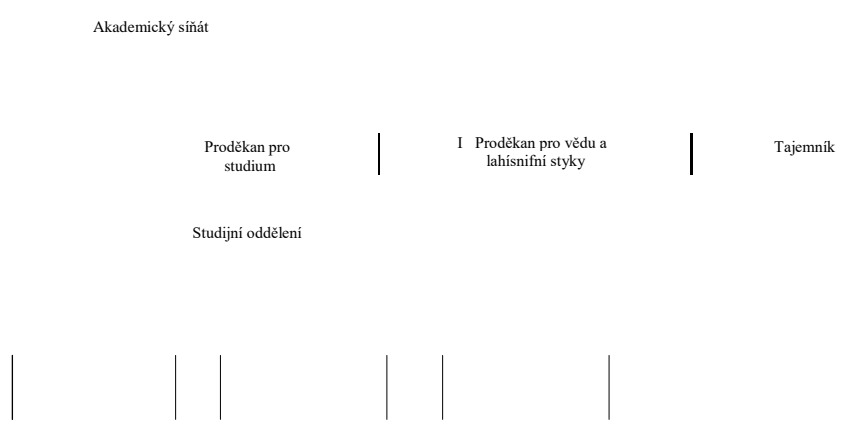 Akademický síňát
Proděkan pro
studium
I Proděkan pro vědu a
lahísnifní styky
Tajemník
Studijní oddělení